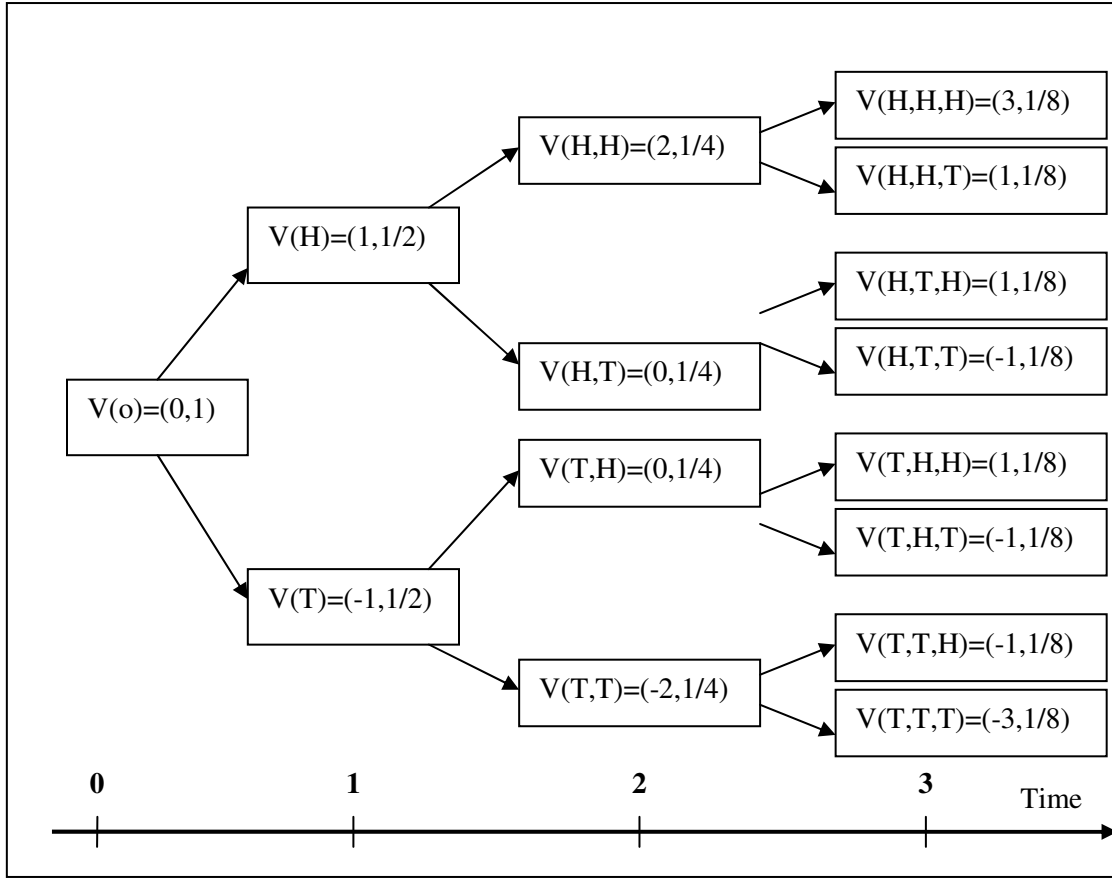 V(H,H,H)=(3,1/8)
V(H,H)=(2,1/4)
V(H,H,T)=(1,1/8)
V(H)=(1,1/2)
V(H,T,H)=(1,1/8)
V(H,T,T)=(-1,1/8)
V(H,T)=(0,1/4)
V(o)=(0,1)
V(T,H)=(0,1/4)
V(T,H,H)=(1,1/8)
V(T,H,T)=(-1,1/8)
V(T)=(-1,1/2)
V(T,T,H)=(-1,1/8)
V(T,T)=(-2,1/4)
V(T,T,T)=(-3,1/8)
0 1 2 3
Time